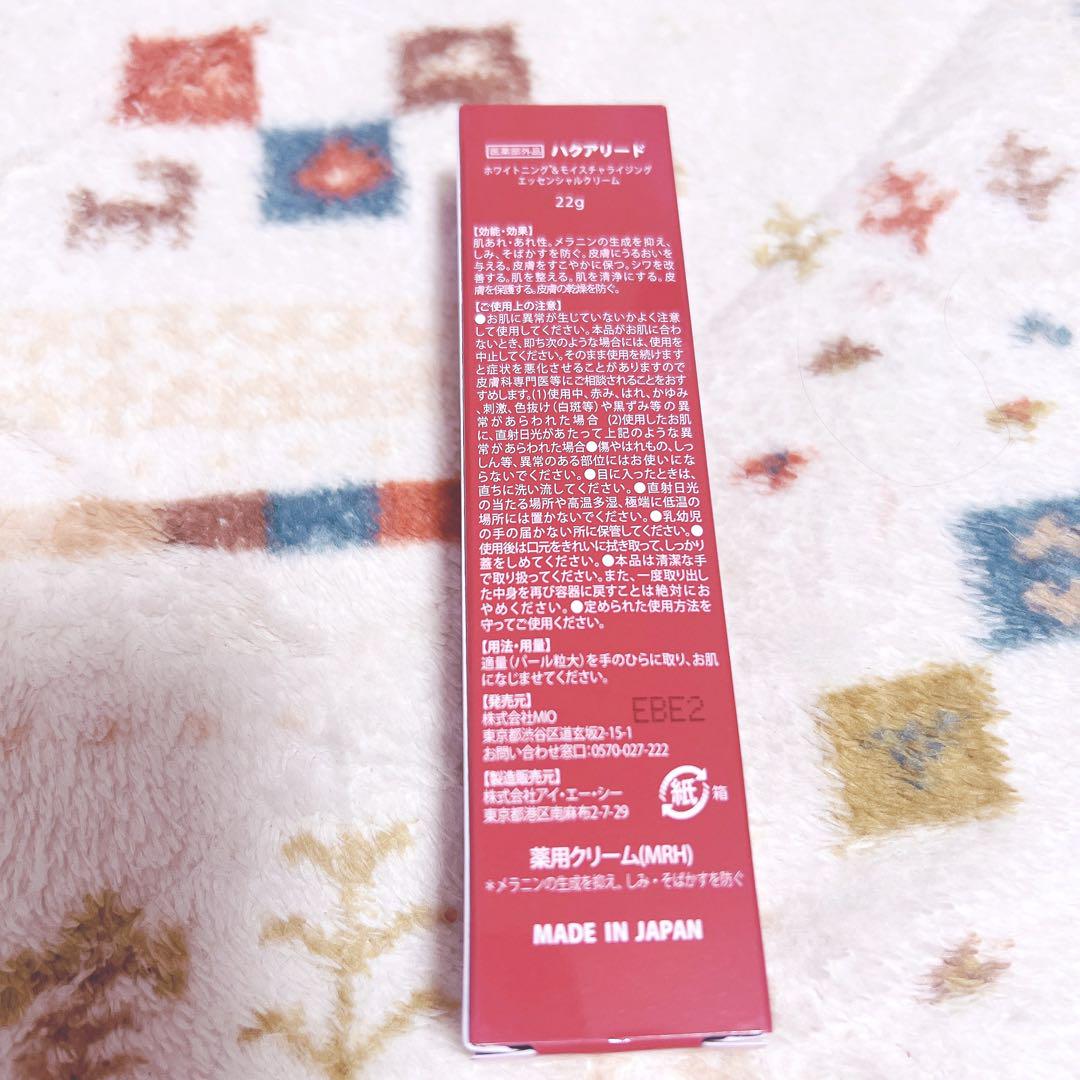 医薬部外品 ハクアリード
ホワイトニング*&モイスチャライジング
エッセンシャルクリーム
22g
【効能・効果】
肌あれ・あれ性。メラニンの生成を抑え、
しみ、そばかすを防ぐ。皮膚にうるおいを
与える。皮膚をすこやかに保つ。シワを改
善する。肌を整える。肌を清浄にする。皮
膚を保護する。皮膚の乾燥を防ぐ。
【ご使用上の注意】
●お肌に異常が生じていないかよく注意
して使用してください。本品がお肌に合わ
ないとき、即ち次のような場合には、使用を
中止してください。そのまま使用を続けます
と症状を悪化させることがありますので
皮膚科専門医等にご相談されることをおす
すめします。(1)使用中、赤み、はれ、かゆみ
、刺激、色抜け(白斑等)や黒ずみ等の異
常があらわれた場合 (2)使用したお肌
に、直射日光があたって上記のような異
常があらわれた場合●傷やはれもの、しっ
しん等、異常のある部位にはお使いにな
らないでください。●目に入ったときは、
直ちに洗い流してください。●直射日光
の当たる場所や高温多湿、極端に低温の
場所には置かないでください。●乳幼児
の手の届かない所に保管してください。●
使用後は口元をきれいに拭き取って、しっかり
蓋をしめてください。●本品は清潔な手
で取り扱ってください。また、一度取り出し
た中身を再び容器に戻すことは絶対にお
やめください。●定められた使用方法を
守ってご使用ください。
【用法・用量】
適量(パール粒大)を手のひらに取り、お肌
になじませてください。
【発売元】
株式会社MIO
EBE2
東京都渋谷区道玄坂2-15-1
お問い合わせ窓口:0570-027-222
【製造販売元】
株式会社アイ・エー・シー
東京都港区南麻布2-7-29
紙 箱
薬用クリーム(MRH)
*メラニンの生成を抑え、しみ・そばかすを防ぐ
MADE IN JAPAN